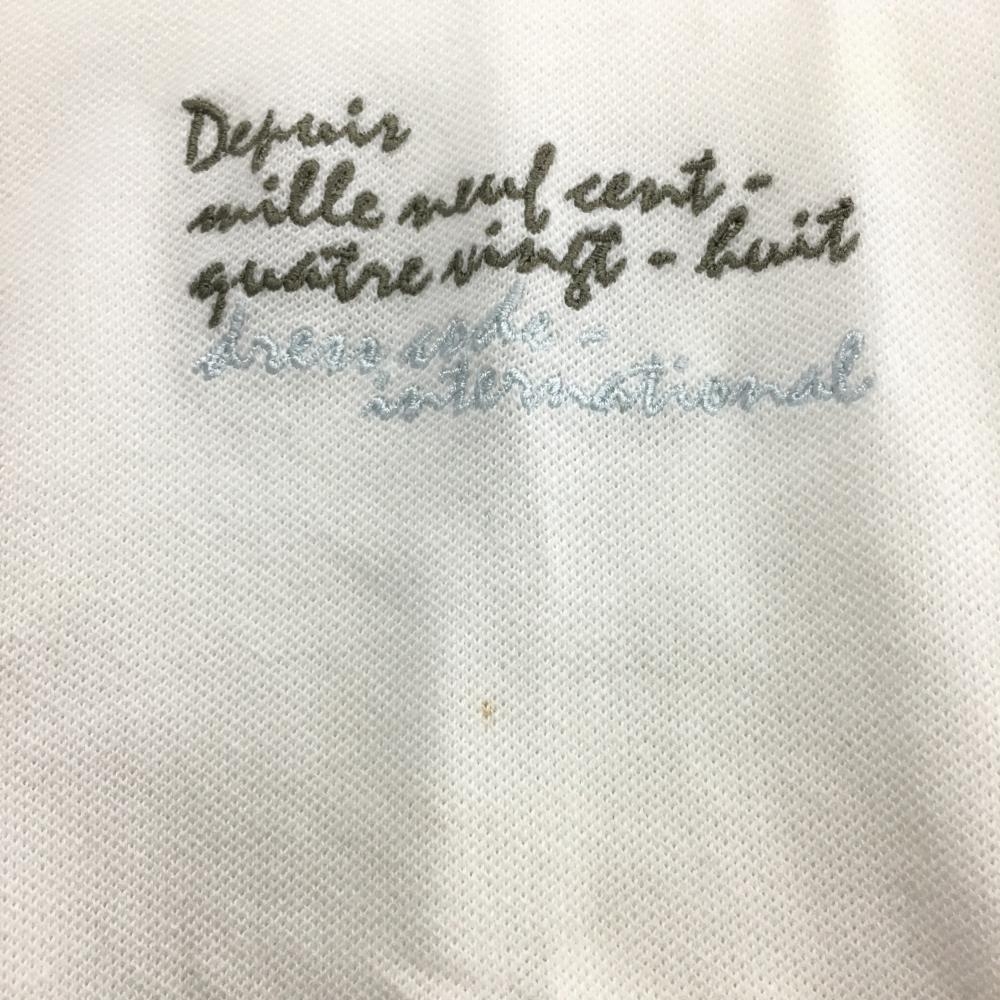 Depuis
mille neuf cent -
quatre vingt - huit
dress code -
international